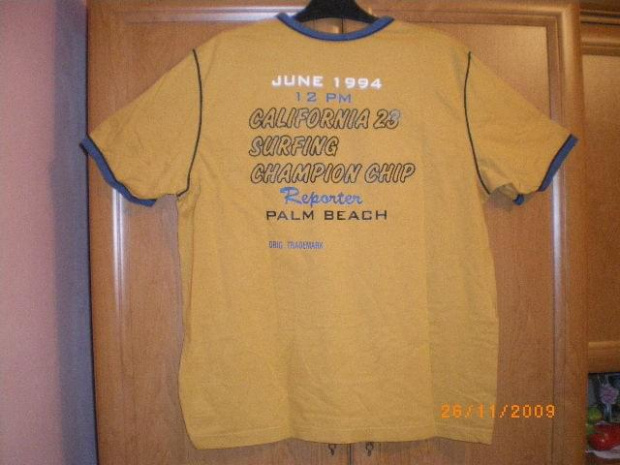 JUNE 1994
12 PM
CALIFORNIA 23
SURFING
CHAMPION CHIP
Reporter
PALM BEACH
ORIG. TRADEMARK
26/11/2009